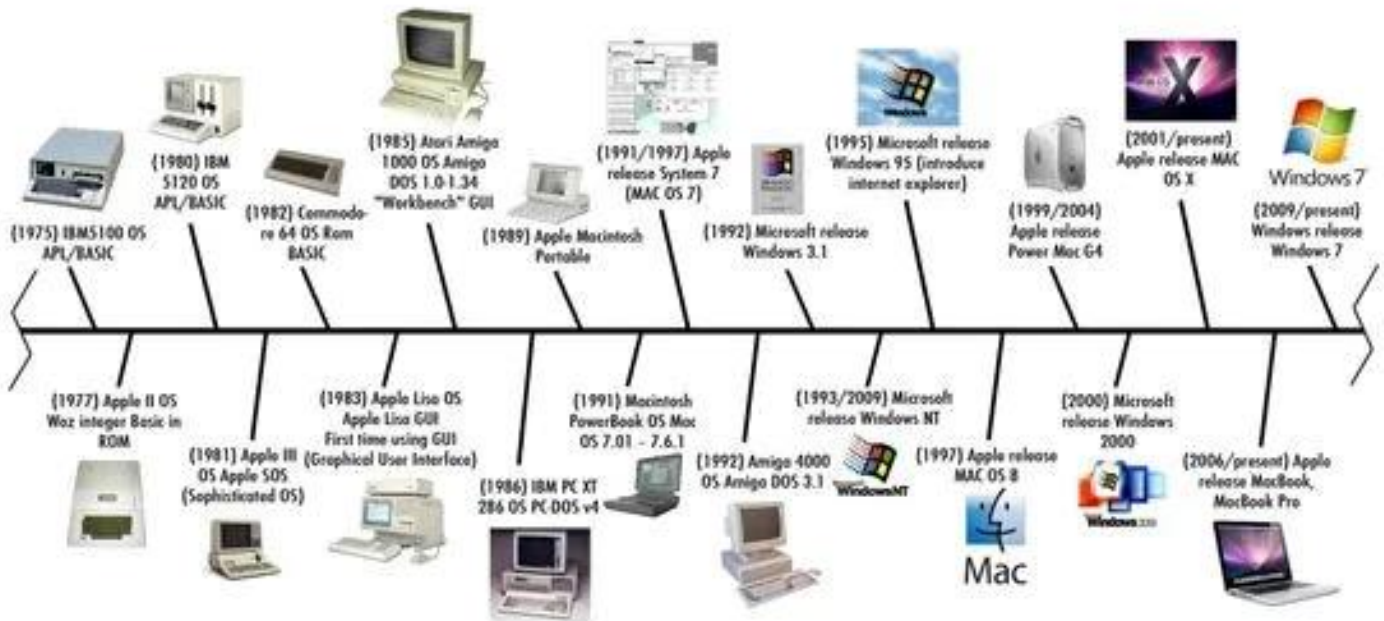 (1975) IBM5100 OS
APL/BASIC
(1980) IBM
5120 OS
APL/BASIC
(1982) Commodo-
re 64 OS Rom
BASIC
(1985) Atari Amiga
1000 OS Amiga
DOS 1.0-1.34
"Workbench" GUI
(1989) Apple Macintosh
Portable
(1991/1997) Apple
release System 7
(MAC OS 7)
(1992) Microsoft release
Windows 3.1
(1995) Microsoft release
Windows 95 (introduce
internet explorer)
(1999/2004)
Apple release
Power Mac G4
X
(2001/present)
Apple release MAC
OS X
Windows 7
(2009/present)
Windows release
Windows 7
(1977) Apple II OS
Woz integer Basic in
ROM
(1981) Apple III
OS Apple SOS
(Sophisticated OS)
(1983) Apple Lisa OS
Apple Lisa GUI
First time using GUI
(Graphical User Interface)
(1986) IBM PC XT
286 OS PC-DOS v4
(1991) Macintosh
PowerBook OS Mac
OS 7.01 - 7.6.1
(1992) Amiga 4000
OS Amiga DOS 3.1
(1993/2009) Microsoft
release Windows NT
WindowsNT
(1997) Apple release
MAC OS 8
Mac
(2000) Microsoft
release Windows
2000
(2006/present) Apple
release MacBook,
MacBook Pro